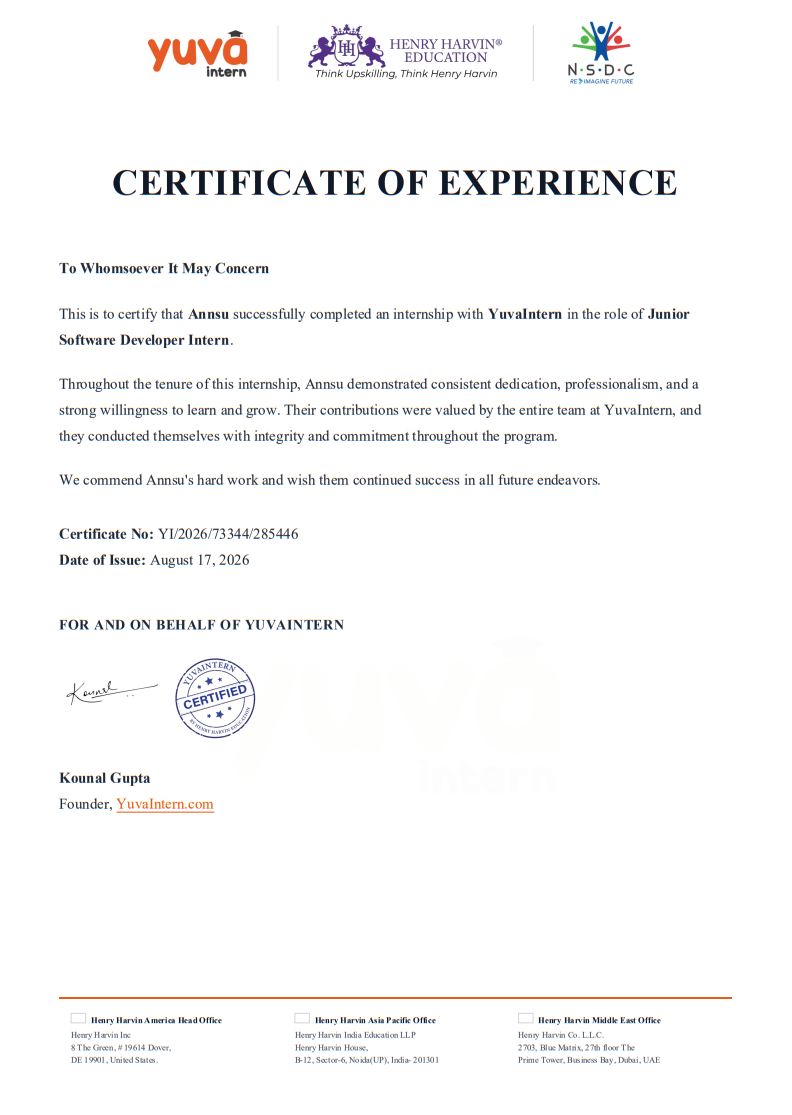 yuva
intern
HENRY HARVIN®
EDUCATION
Think Upskilling, Think Henry Harvin
N·S·D·C
RE IMAGINE FUTURE
CERTIFICATE OF EXPERIENCE
To Whomsoever It May Concern
This is to certify that Annsu successfully completed an internship with YuvaIntern in the role of Junior
Software Developer Intern.
Throughout the tenure of this internship, Annsu demonstrated consistent dedication, professionalism, and a
strong willingness to learn and grow. Their contributions were valued by the entire team at YuvaIntern, and
they conducted themselves with integrity and commitment throughout the program.
We commend Annsu's hard work and wish them continued success in all future endeavors.
Certificate No: YI/2026/73344/285446
Date of Issue: August 17, 2026
FOR AND ON BEHALF OF YUVAINTERN
Kounal
YUVAINTERN
CERTIFIED
BY HENRY HARVIN EDUCATION
yuva
intern
Kounal Gupta
Founder, YuvaIntern.com
Henry Harvin America Head Office
Henry Harvin Inc
8 The Green, # 19614 Dover,
DE 19901, United States.
Henry Harvin Asia Pacific Office
Henry Harvin India Education LLP
Henry Harvin House,
B-12, Sector-6, Noida(UP), India- 201301
Henry Harvin Middle East Office
Henry Harvin Co. L.L.C.
2703, Blue Matrix, 27th floor The
Prime Tower, Business Bay, Dubai, UAE